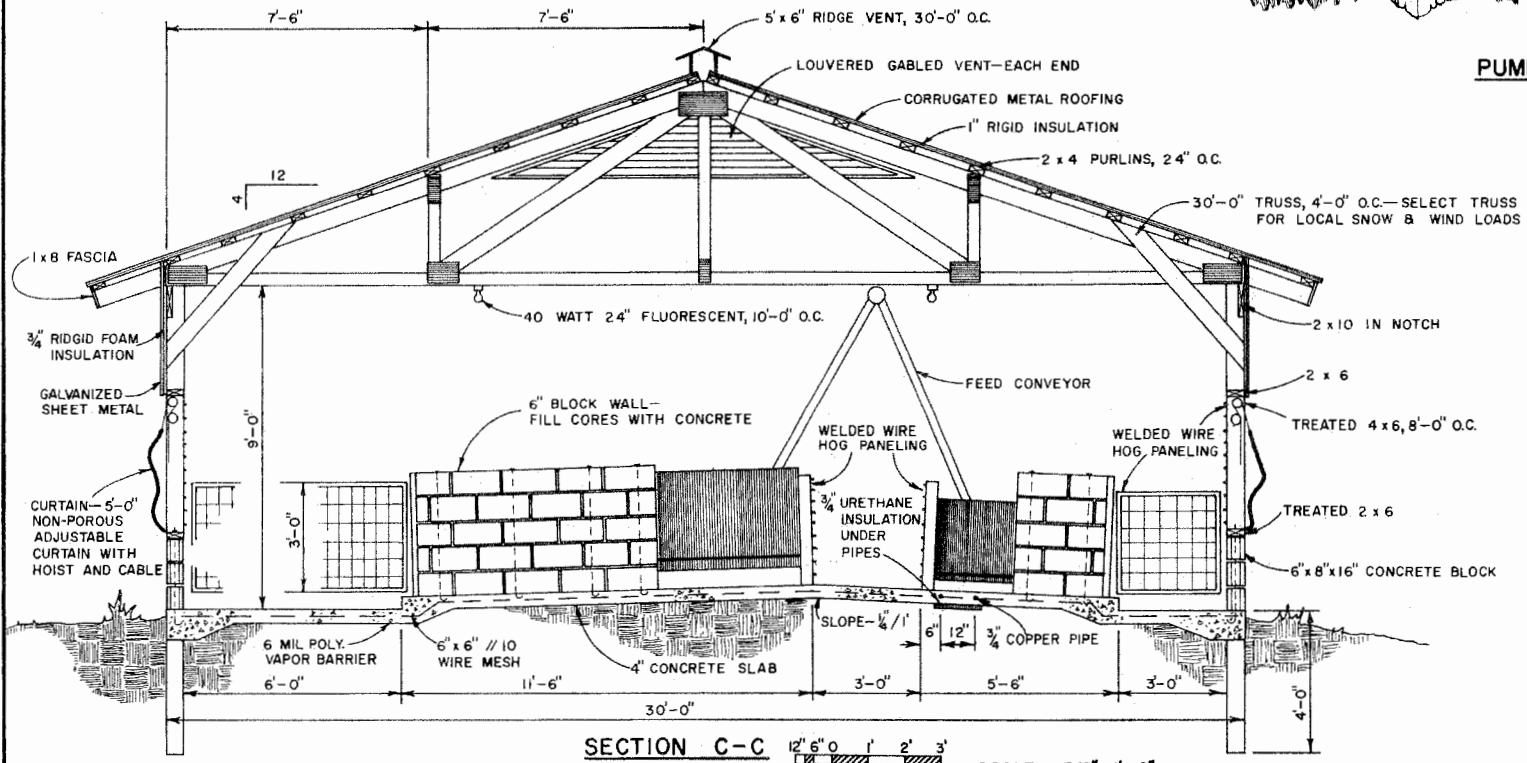 7'-6"
7'-6"
5' x 6" RIDGE VENT, 30'-0" O.C.
LOUVERED GABLED VENT—EACH END
CORRUGATED METAL ROOFING
1" RIGID INSULATION
2 x 4 PURLINS, 24" O.C.
30'-0" TRUSS, 4'-0" O.C.—SELECT TRUSS
FOR LOCAL SNOW & WIND LOADS
12
4
1 x 8 FASCIA
3/4" RIDGID FOAM
INSULATION
GALVANIZED
SHEET METAL
CURTAIN—5'-0"
NON-POROUS
ADJUSTABLE
CURTAIN WITH
HOIST AND CABLE
9'-0"
3'-0"
40 WATT 24" FLUORESCENT, 10'-0" O.C.
6" BLOCK WALL—
FILL CORES WITH CONCRETE
FEED CONVEYOR
WELDED WIRE
HOG PANELING
3/4" URETHANE
INSULATION
UNDER
PIPES
WELDED WIRE
HOG PANELING
2 x 10 IN NOTCH
2 x 6
TREATED 4 x 6, 8'-0" O.C.
TREATED 2 x 6
6" x 8" x 16" CONCRETE BLOCK
6 MIL POLY.
VAPOR BARRIER
6" x 6" // 10
WIRE MESH
4" CONCRETE SLAB
SLOPE-1/4"/1'
6"
12"
3/4" COPPER PIPE
6'-0"
11'-6"
3'-0"
5'-6"
3'-0"
30'-0"
4'-0"
SECTION C-C
12" 6" 0 1' 2' 3'